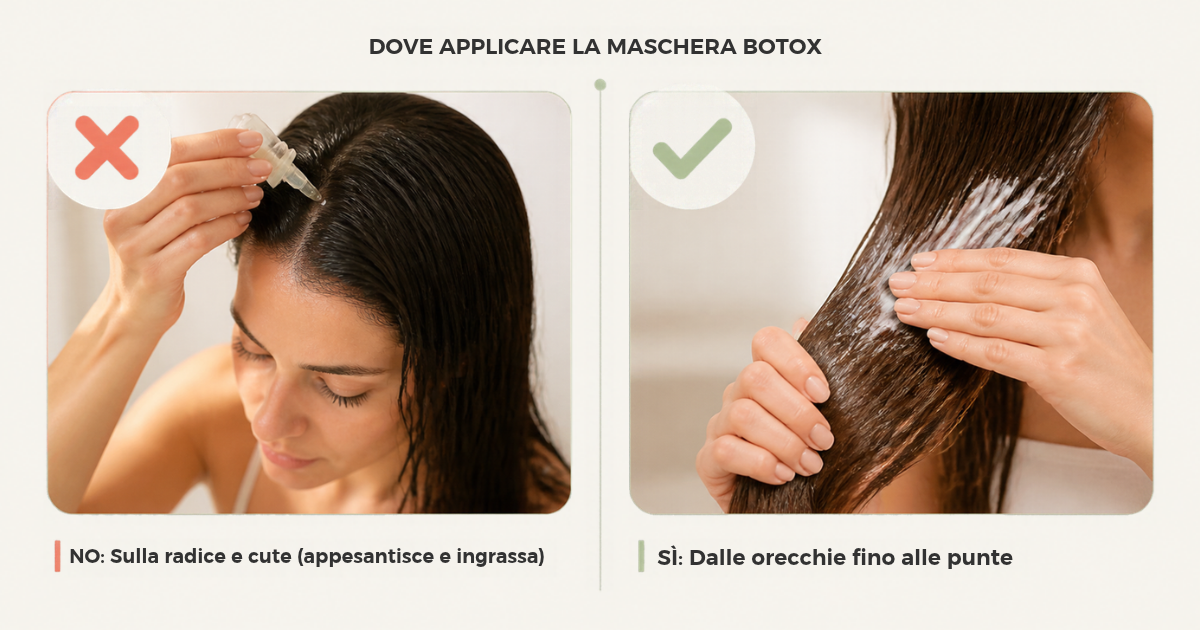 DOVE APPLICARE LA MASCHERA BOTOX
NO: Sulla radice e cute (appesantisce e ingrassa)
SÌ: Dalle orecchie fino alle punte